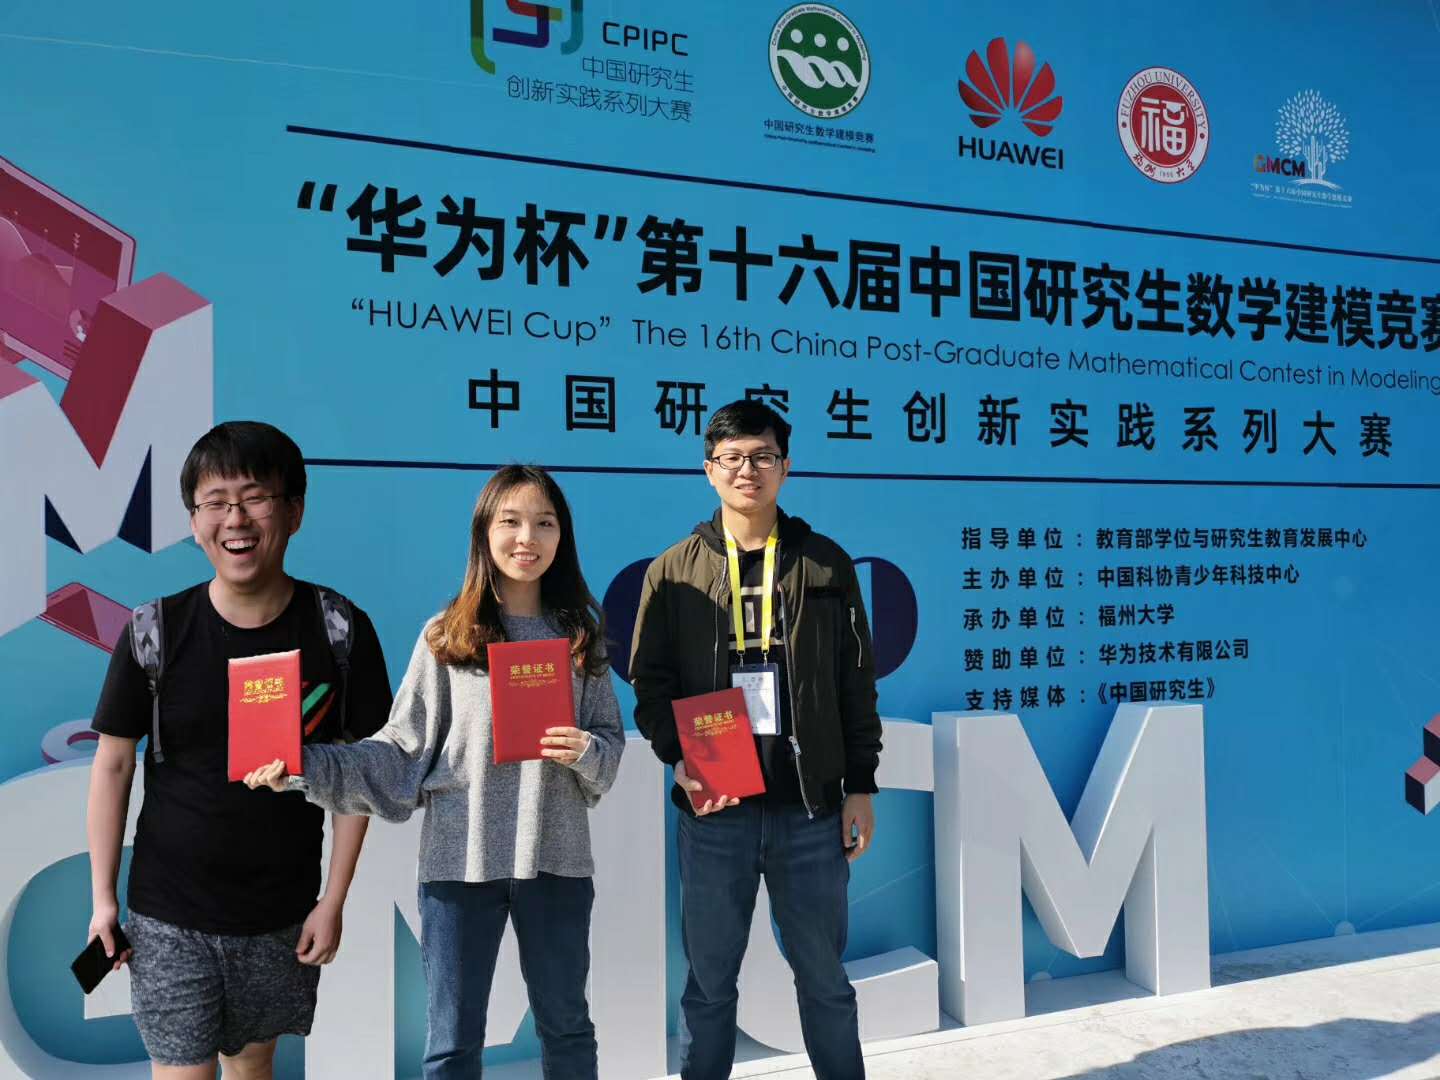 CPIPC
中国研究生
创新实践系列大赛
中国研究生数学建模竞赛
HUAWEI
FUZHOU UNIVERSITY
福
GMCM
“华为杯”第十六届中国研究生数学建模竞赛
“HUAWEI Cup” The 16th China Post-Graduate Mathematical Contest in Modeling
中国研究生创新实践系列大赛
指导单位：教育部学位与研究生教育发展中心
主办单位：中国科协青少年科技中心
承办单位：福州大学
赞助单位：华为技术有限公司
支持媒体：《中国研究生》
荣誉证书
荣誉证书
荣誉证书
GMCM